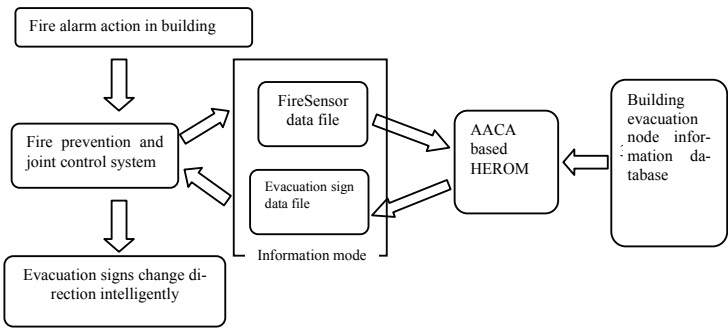 Fire alarm action in building
Fire prevention and
joint control system
Evacuation signs change di-
rection intelligently
FireSensor
data file
Evacuation sign
data file
Information mode
AACA
based
HEROM
Building
evacuation
node infor-
mation da-
tabase